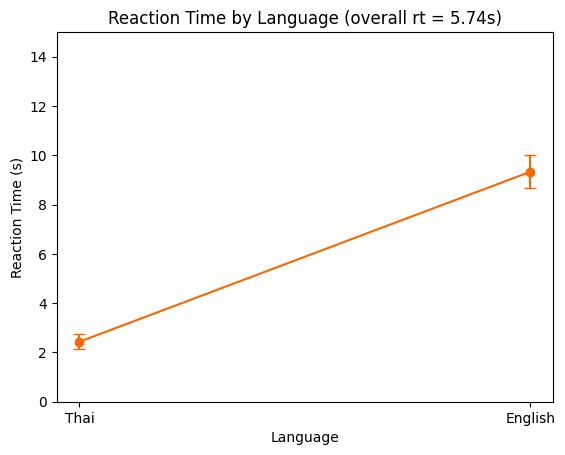 Reaction Time by Language (overall rt = 5.74s)
14
12
10
8
6
4
2
0
Reaction Time (s)
Thai
English
Language